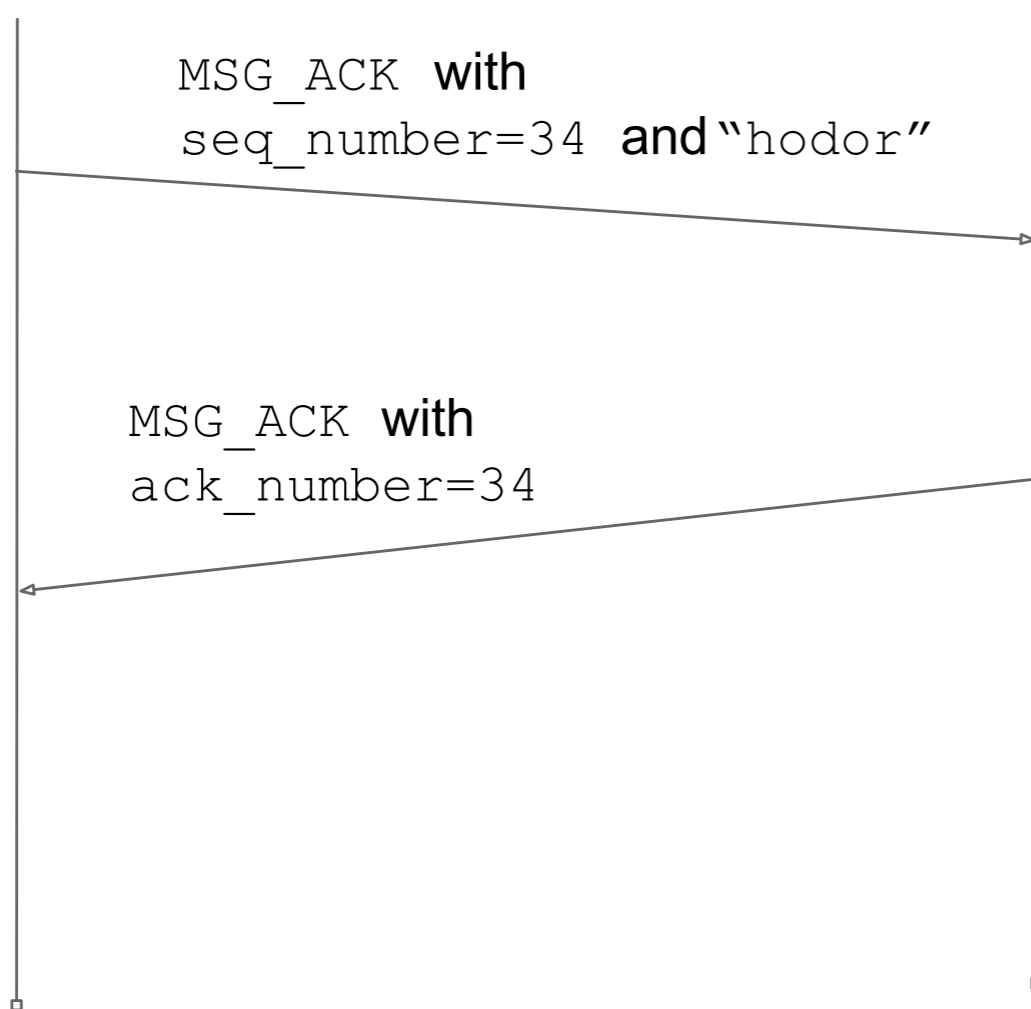 MSG_ACK with
seq_number=34 and “hodor”
MSG_ACK with
ack_number=34